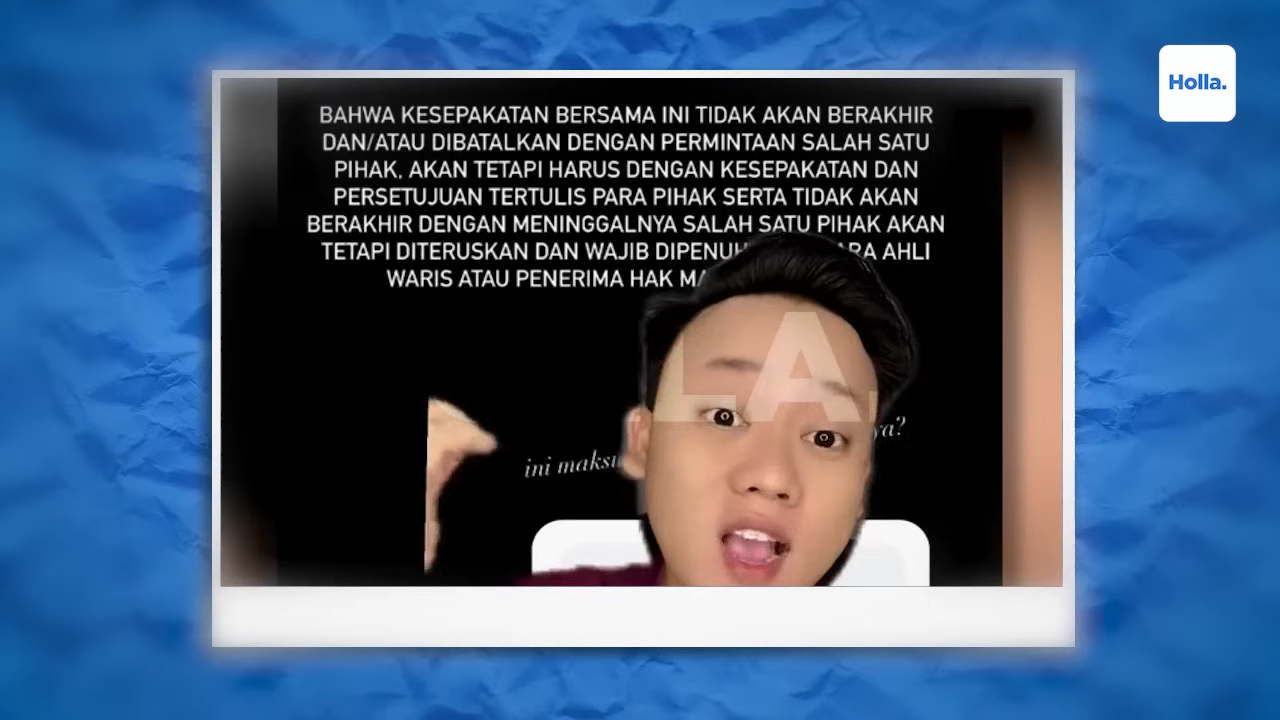 Holla.
BAHWA KESEPAKATAN BERSAMA INI TIDAK AKAN BERAKHIR
DAN/ATAU DIBATALKAN DENGAN PERMINTAAN SALAH SATU
PIHAK, AKAN TETAPI HARUS DENGAN KESEPAKATAN DAN
PERSETUJUAN TERTULIS PARA PIHAK SERTA TIDAK AKAN
BERAKHIR DENGAN MENINGGALNYA SALAH SATU PIHAK AKAN
TETAPI DITERUSKAN DAN WAJIB AHLI
WARIS ATAU PENERIMA HAK
LA.
ini